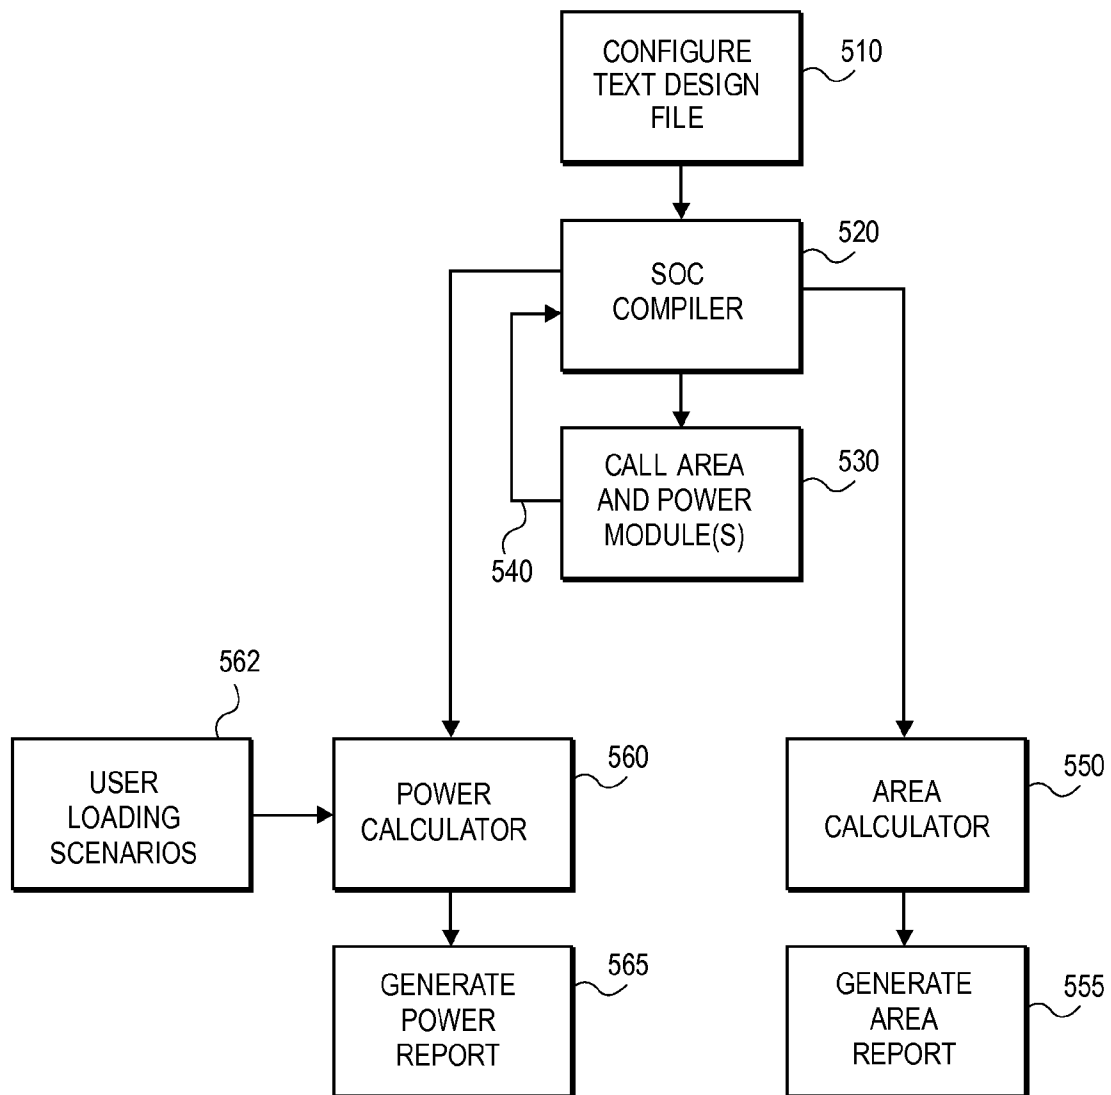 CONFIGURE
TEXT DESIGN
FILE
510
SOC
COMPILER
520
CALL AREA
AND POWER
MODULE(S)
530
540
562
USER
LOADING
SCENARIOS
POWER
CALCULATOR
560
AREA
CALCULATOR
550
GENERATE
POWER
REPORT
565
GENERATE
AREA
REPORT
555